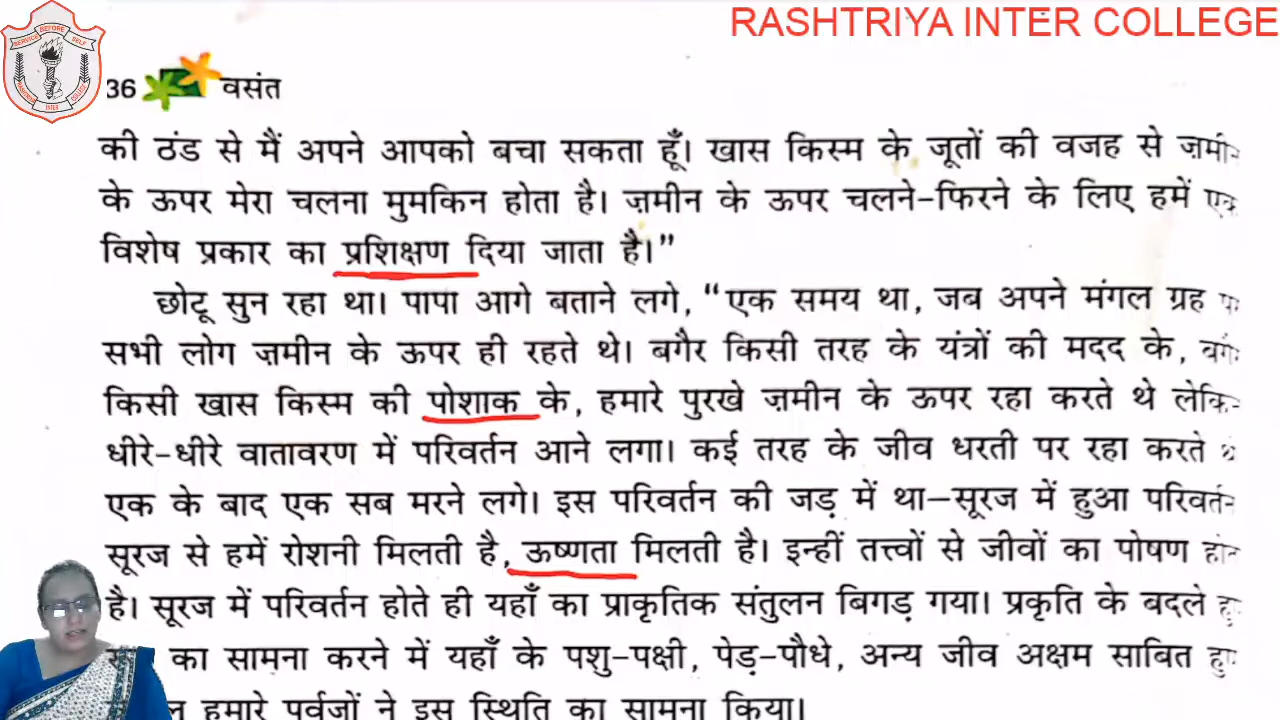 RASHTRIYA INTER COLLEGE
SERVICE BEFORE SELF
36 वसंत
की ठंड से मैं अपने आपको बचा सकता हूँ। खास किस्म के जूतों की वजह से
के ऊपर मेरा चलना मुमकिन होता है। ज़मीन के ऊपर चलने-फिरने के लिए हमें
विशेष प्रकार का प्रशिक्षण दिया जाता है।”
छोटू सुन रहा था। पापा आगे बताने लगे, “एक समय था, जब अपने मंगल ग्रह
सभी लोग ज़मीन के ऊपर ही रहते थे। बगैर किसी तरह के यंत्रों की मदद के,
किसी खास किस्म की पोशाक के, हमारे पुरखे ज़मीन के ऊपर रहा करते थे
धीरे-धीरे वातावरण में परिवर्तन आने लगा। कई तरह के जीव धरती पर रहा करते
एक के बाद एक सब मरने लगे। इस परिवर्तन की जड़ में था—सूरज में हुआ
सूरज से हमें रोशनी मिलती है, ऊष्णता मिलती है। इन्हीं तत्त्वों से जीवों का पोषण
है। सूरज में परिवर्तन होते ही यहाँ का प्राकृतिक संतुलन बिगड़ गया। प्रकृति के बदले
का सामना करने में यहाँ के पशु-पक्षी, पेड़-पौधे, अन्य जीव अक्षम साबित
हमारे पूर्वजों ने इस स्थिति का सामना किया।